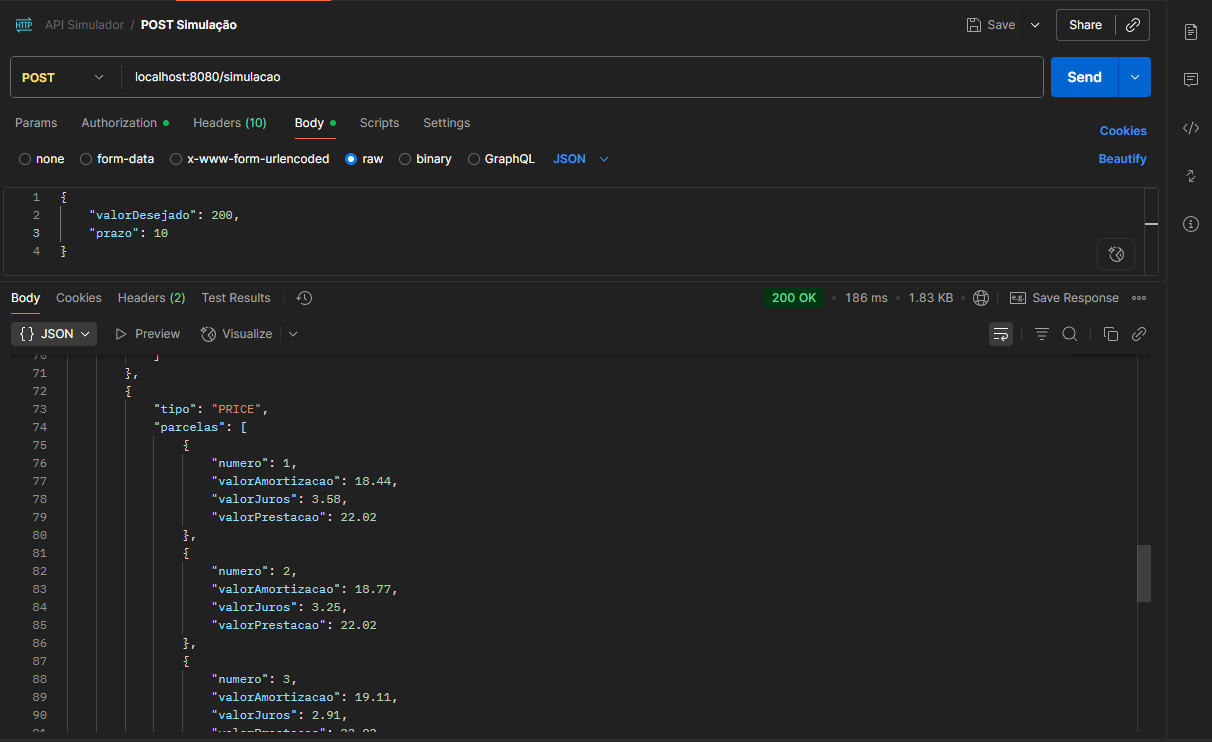 HTTP API Simulador / POST Simulação Save Share
POST localhost:8080/simulacao Send
Params Authorization Headers (10) Body Scripts Settings Cookies
none form-data x-www-form-urlencoded raw binary GraphQL JSON Beautify
1 {
2 "valorDesejado": 200,
3 "prazo": 10
4 }
Body Cookies Headers (2) Test Results 200 OK 186 ms 1.83 KB e.g. Save Response
{} JSON Preview Visualize
70 ]
71 },
72 {
73 "tipo": "PRICE",
74 "parcelas": [
75 {
76 "numero": 1,
77 "valorAmortizacao": 18.44,
78 "valorJuros": 3.58,
79 "valorPrestacao": 22.02
80 },
81 {
82 "numero": 2,
83 "valorAmortizacao": 18.77,
84 "valorJuros": 3.25,
85 "valorPrestacao": 22.02
86 },
87 {
88 "numero": 3,
89 "valorAmortizacao": 19.11,
90 "valorJuros": 2.91,
91 "valorPrestacao": 22.02